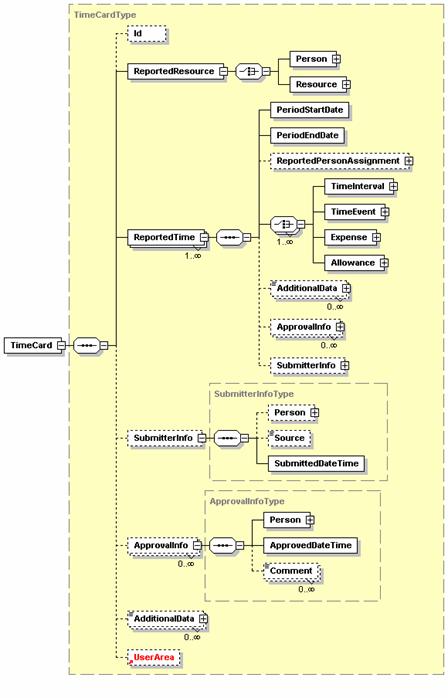 TimeCardType
Id
ReportedResource
Person
Resource
PeriodStartDate
PeriodEndDate
ReportedPersonAssignment
TimeInterval
TimeEvent
ReportedTime
1..∞
1..∞
Expense
Allowance
AdditionalData
0..∞
ApprovalInfo
0..∞
TimeCard
SubmitterInfo
SubmitterInfoType
Person
SubmitterInfo
Source
SubmittedDateTime
ApprovalInfoType
Person
ApprovalInfo
0..∞
ApprovedDateTime
Comment
0..∞
AdditionalData
0..∞
UserArea